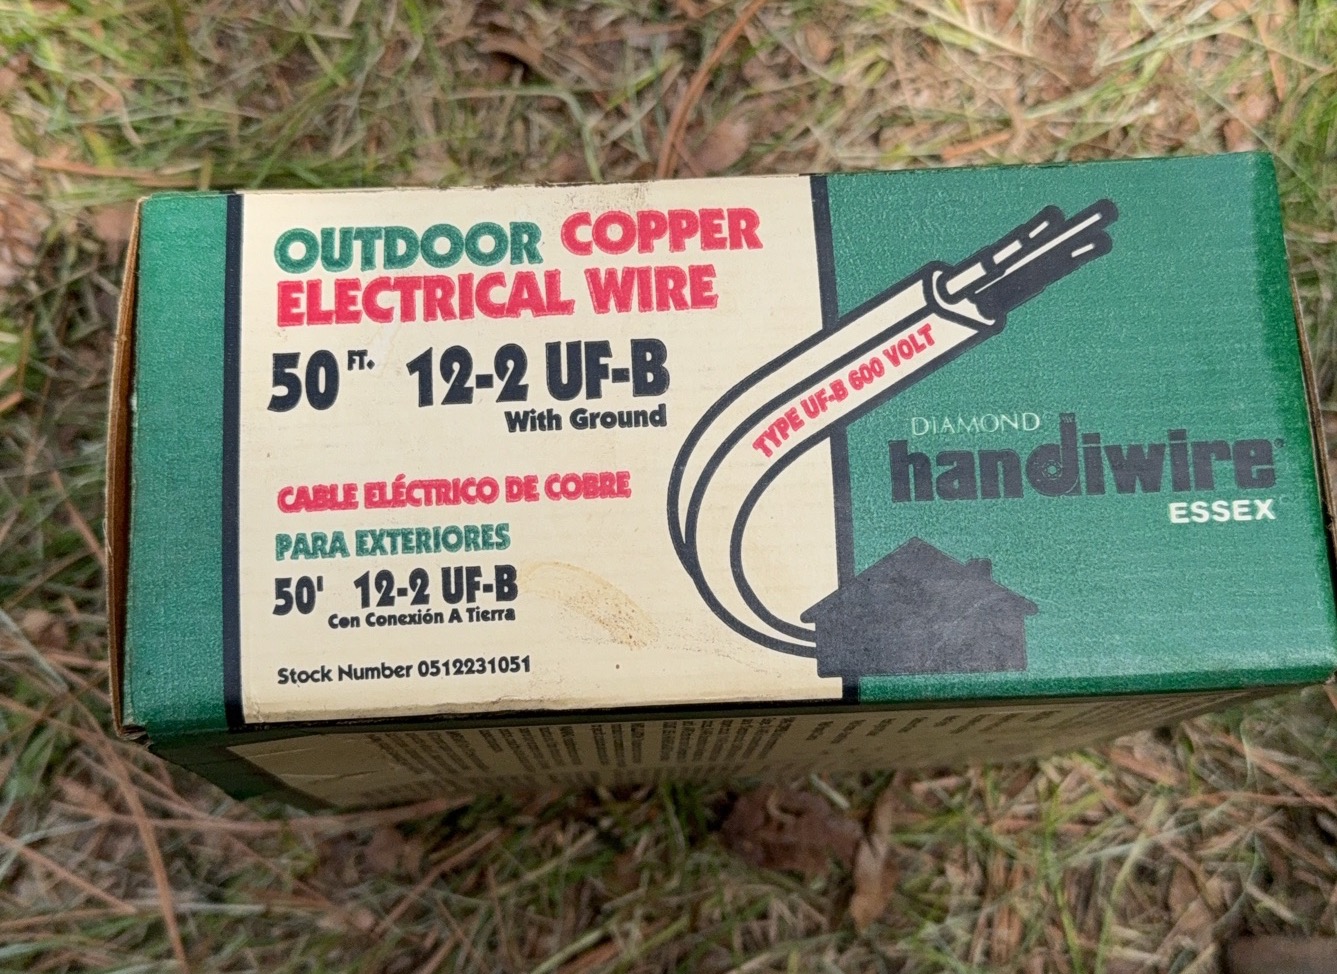 OUTDOOR COPPER
ELECTRICAL WIRE
50 FT. 12-2 UF-B
With Ground
CABLE ELÉCTRICO DE COBRE
PARA EXTERIORES
50' 12-2 UF-B
Con Conexión A Tierra
Stock Number 0512231051
TYPE UF-B 600 VOLT
DIAMOND
handiwire
ESSEX